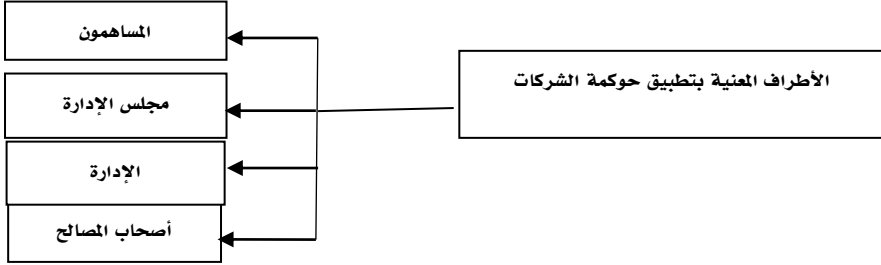 الأطراف المعنية بتطبيق حوكمة الشركات
المساهمون
مجلس الإدارة
الإدارة
أصحاب المصالح